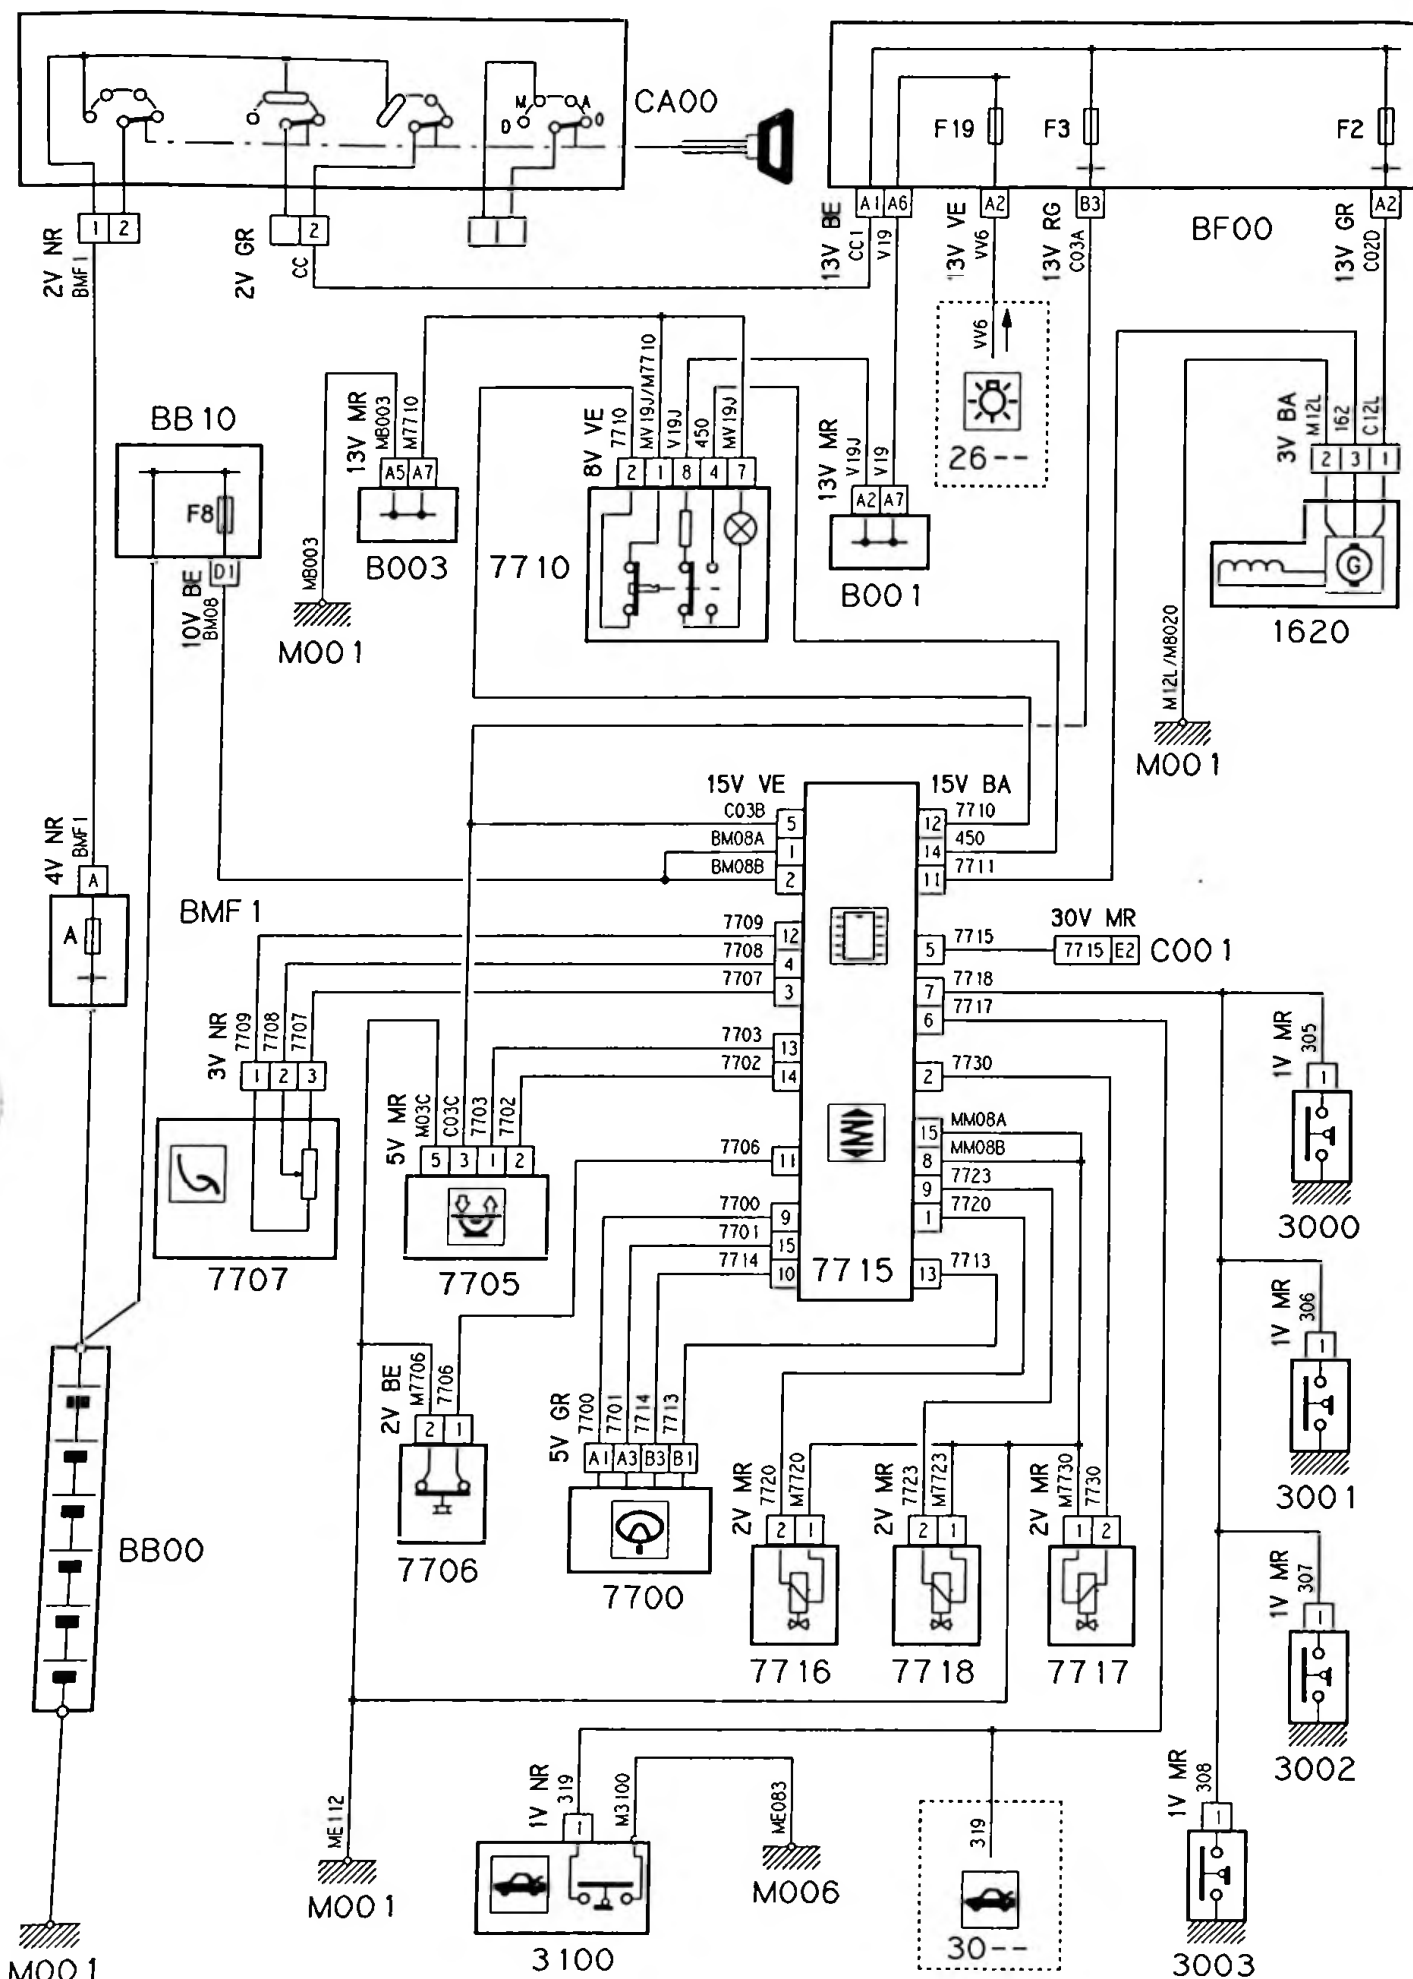 CA00
M
A
D
O
1 2
2
2V NR
BMF1
2V GR
CC
F19
F3
F2
A1 A6
A2
B3
A2
BF00
13V BE
CC1
V19
13V VE
VV6
13V RG
C03A
13V GR
C02D
VV6
26--
BB10
F8
D1
10V BE
BM08
13V MR
MB003
M7710
A5 A7
B003
MB003
M001
8V VE
7710
MV19J/M7710
V19J
450
MV19J
2 1 8 4 7
7710
13V MR
V19J
V19
A2 A7
B001
3V BA
M12L
162
C12L
2 3 1
G
1620
M12L/M8020
M001
4V NR
BMF1
A
A
BMF1
15V VE
15V BA
C03B
5
BM08A
1
BM08B
2
7709
12
7708
4
7707
3
7703
13
7702
14
7706
11
7700
9
7701
15
7714
10
12
7710
14
450
11
7711
5
7715
30V MR
7715 E2
C001
7
7718
6
7717
2
7730
15
MM08A
8
MM08B
9
7723
1
7720
13
7713
7715
3V NR
7709
7708
7707
1 2 3
7707
5V MR
M03C
C03C
7703
7702
5 3 1 2
7705
2V BE
M7706
7706
2 1
7706
5V GR
7700
7701
7714
7713
A1 A3 B3 B1
7700
2V MR
7720
M7720
2 1
7716
2V MR
7723
M7723
2 1
7718
2V MR
M7730
7730
1 2
7717
1V MR
305
1
3000
1V MR
306
1
3001
1V MR
307
1
3002
1V MR
308
1
3003
BB00
M001
ME112
M001
1V NR
319
M3100
1
3100
ME083
M006
319
30--